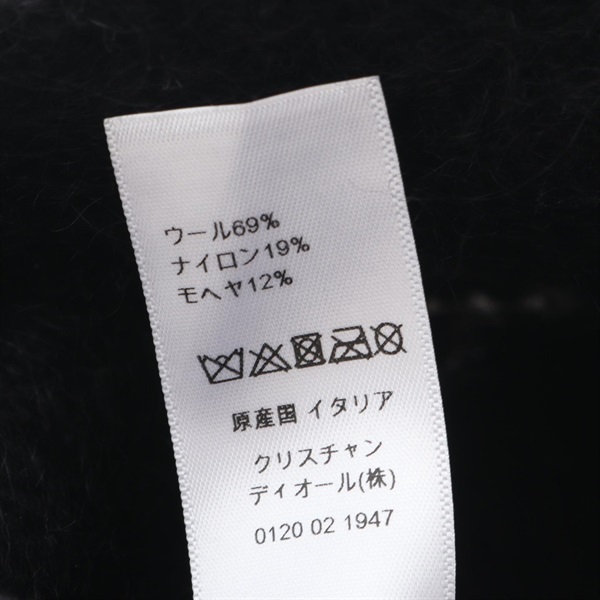 ウール69%
ナイロン19%
モヘヤ12%
原産国 イタリア
クリスチャン
ディオール(株)
0120 02 1947